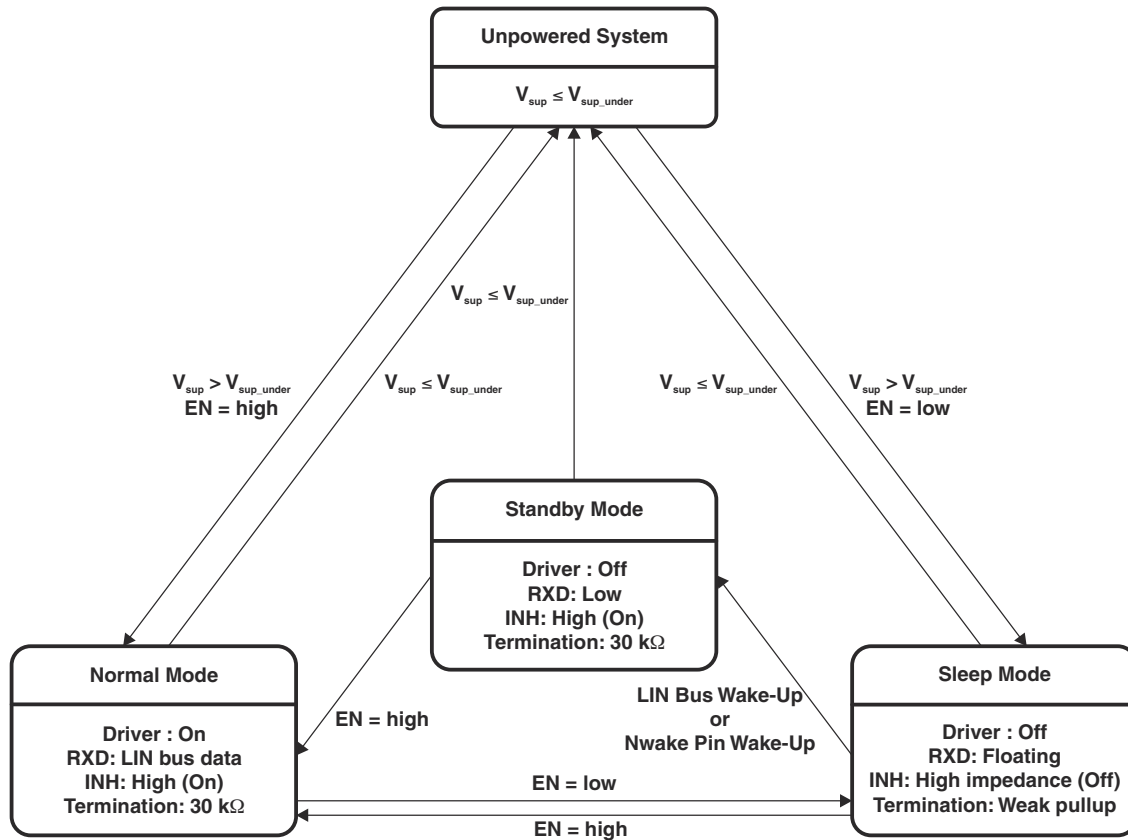 Unpowered System
V_sup ≤ V_sup_under
V_sup ≤ V_sup_under
V_sup > V_sup_under
EN = high
V_sup ≤ V_sup_under
V_sup ≤ V_sup_under
V_sup > V_sup_under
EN = low
Standby Mode
Driver : Off
RXD: Low
INH: High (On)
Termination: 30 kΩ
Normal Mode
Driver : On
RXD: LIN bus data
INH: High (On)
Termination: 30 kΩ
EN = high
LIN Bus Wake-Up
or
Nwake Pin Wake-Up
Sleep Mode
Driver : Off
RXD: Floating
INH: High impedance (Off)
Termination: Weak pullup
EN = low
EN = high